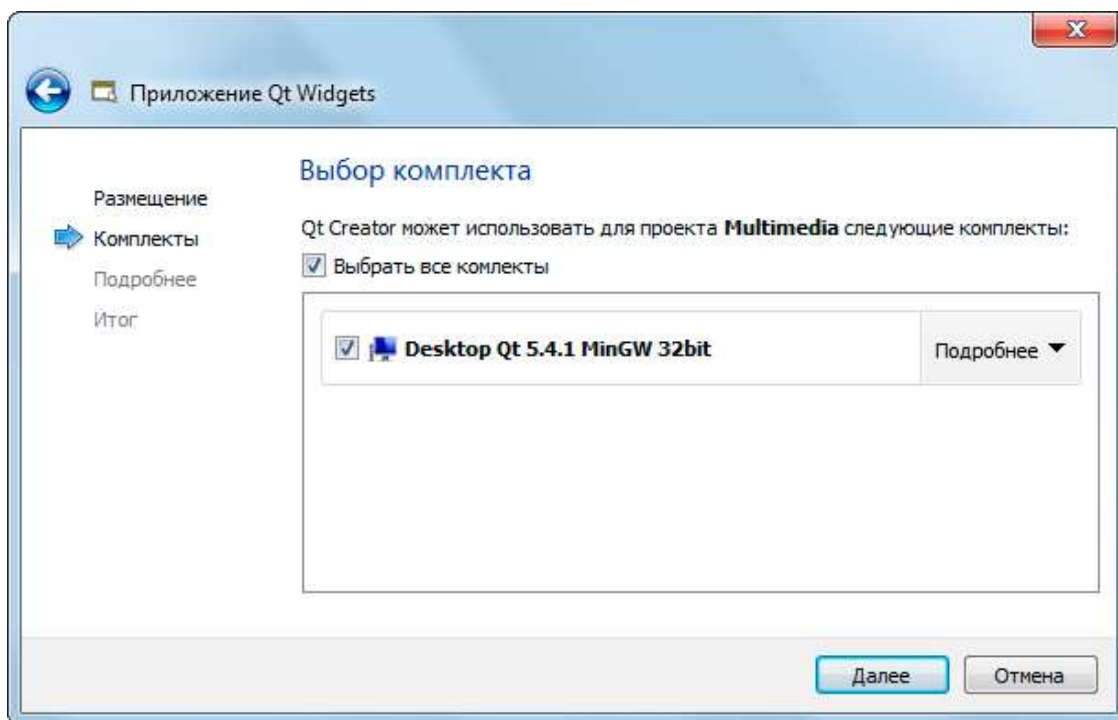 Приложение Qt Widgets
Размещение
Комплекты
Подробнее
Итог
Выбор комплекта
Qt Creator может использовать для проекта Multimedia следующие комплекты:
Выбрать все комлекты
Desktop Qt 5.4.1 MinGW 32bit
Подробнее
Далее
Отмена